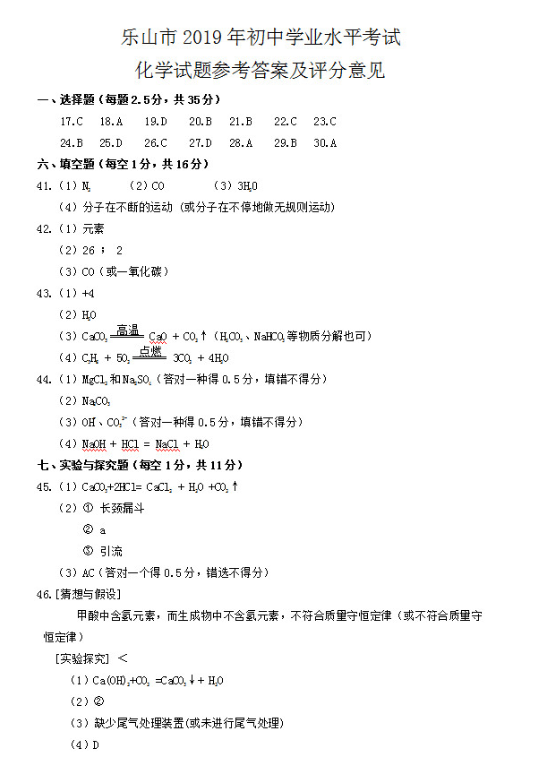 乐山市2019年初中学业水平考试
化学试题参考答案及评分意见
一、选择题（每题2.5分，共35分）
17.C 18.A 19.D 20.B 21.B 22.C 23.C
24.B 25.D 26.C 27.D 28.A 29.B 30.A
六、填空题（每空1分，共16分）
41.（1）N₂ （2）CO （3）3H₂O
（4）分子在不断的运动（或分子在不停地做无规则运动）
42.（1）元素
（2）26； 2
（3）CO（或一氧化碳）
43.（1）+4
（2）H₂O
（3）CaCO₃ 高温 CaO + CO₂↑（H₂CO₃、NaHCO₃等物质分解也可）
（4）C₃H₈ + 5O₂ 点燃 3CO₂ + 4H₂O
44.（1）MgCl₂和Na₂SO₄（答对一种得0.5分，填错不得分）
（2）Na₂CO₃
（3）OH⁻、CO₃²⁻（答对一种得0.5分，填错不得分）
（4）NaOH + HCl = NaCl + H₂O
七、实验与探究题（每空1分，共11分）
45.（1）CaCO₃+2HCl= CaCl₂ + H₂O +CO₂↑
（2）① 长颈漏斗
② a
③ 引流
（3）AC（答对一个得0.5分，错选不得分）
46.[猜想与假设]
甲酸中含氢元素，而生成物中不含氢元素，不符合质量守恒定律（或不符合质量守
恒定律）
[实验探究] ＜
（1）Ca(OH)₂+CO₂ =CaCO₃↓+ H₂O
（2）②
（3）缺少尾气处理装置(或未进行尾气处理)
（4）D